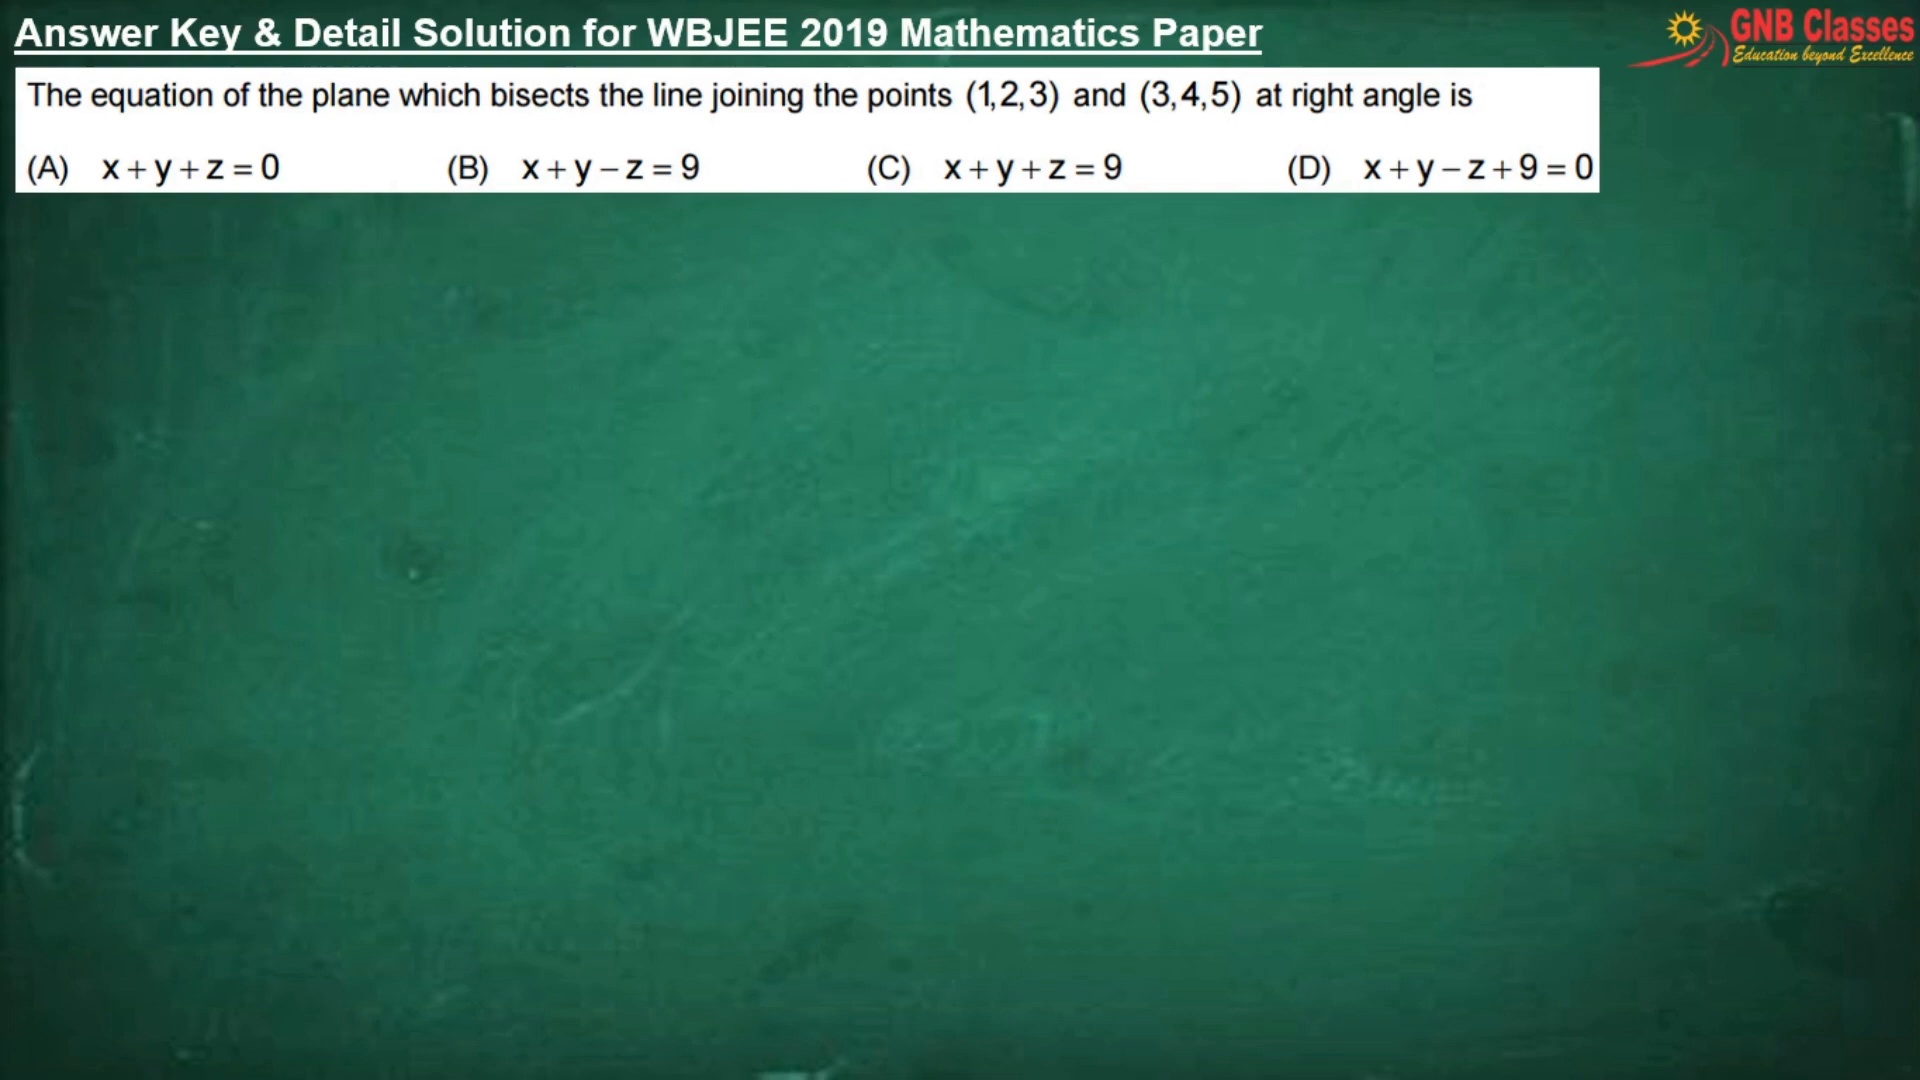 Answer Key & Detail Solution for WBJEE 2019 Mathematics Paper
GNB Classes
Education beyond Excellence
The equation of the plane which bisects the line joining the points (1,2,3) and (3,4,5) at right angle is
(A) x+y+z=0 (B) x+y−z=9 (C) x+y+z=9 (D) x+y−z+9=0